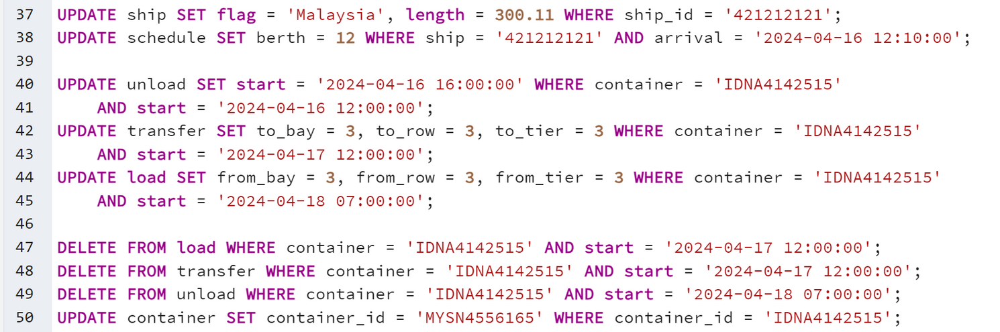 37 UPDATE ship SET flag = 'Malaysia', length = 300.11 WHERE ship_id = '421212121';
38 UPDATE schedule SET berth = 12 WHERE ship = '421212121' AND arrival = '2024-04-16 12:10:00';
39
40 UPDATE unload SET start = '2024-04-16 16:00:00' WHERE container = 'IDNA4142515'
41     AND start = '2024-04-16 12:00:00';
42 UPDATE transfer SET to_bay = 3, to_row = 3, to_tier = 3 WHERE container = 'IDNA4142515'
43     AND start = '2024-04-17 12:00:00';
44 UPDATE load SET from_bay = 3, from_row = 3, from_tier = 3 WHERE container = 'IDNA4142515'
45     AND start = '2024-04-18 07:00:00';
46
47 DELETE FROM load WHERE container = 'IDNA4142515' AND start = '2024-04-17 12:00:00';
48 DELETE FROM transfer WHERE container = 'IDNA4142515' AND start = '2024-04-17 12:00:00';
49 DELETE FROM unload WHERE container = 'IDNA4142515' AND start = '2024-04-18 07:00:00';
50 UPDATE container SET container_id = 'MYSN4556165' WHERE container_id = 'IDNA4142515';